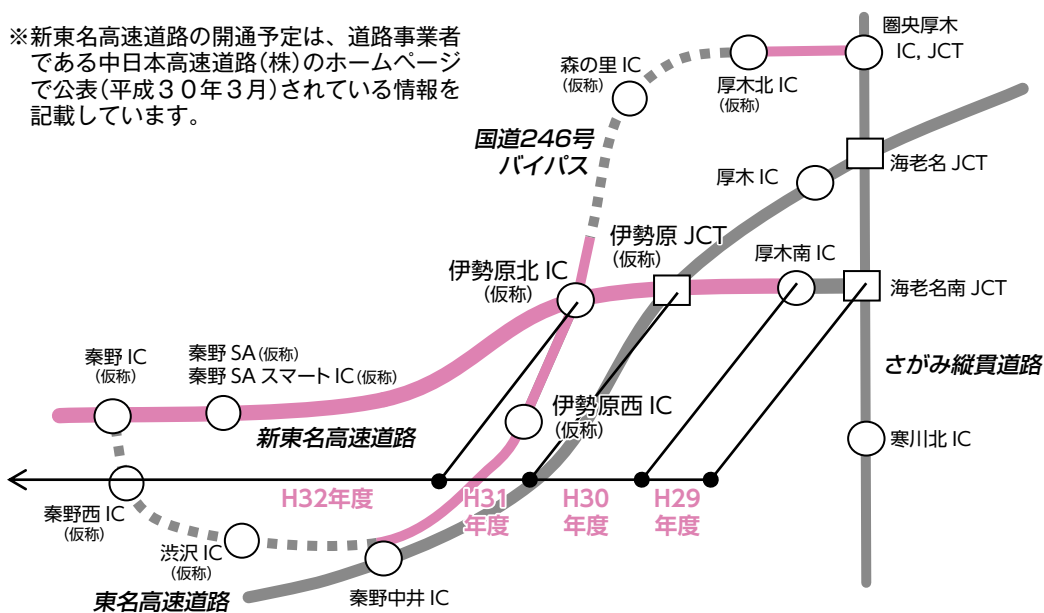 ※新東名高速道路の開通予定は、道路事業者
である中日本高速道路(株)のホームページ
で公表(平成30年3月)されている情報を
記載しています。
圏央厚木
IC, JCT
森の里 IC
(仮称)
厚木北 IC
(仮称)
国道246号
バイパス
海老名 JCT
厚木 IC
伊勢原 JCT
(仮称)
厚木南 IC
伊勢原北 IC
(仮称)
海老名南 JCT
秦野 IC
(仮称)
秦野 SA(仮称)
秦野 SA スマート IC(仮称)
さがみ縦貫道路
伊勢原西 IC
(仮称)
新東名高速道路
寒川北 IC
H32年度
H31
年度
H30
年度
H29
年度
秦野西 IC
(仮称)
渋沢 IC
(仮称)
東名高速道路
秦野中井 IC